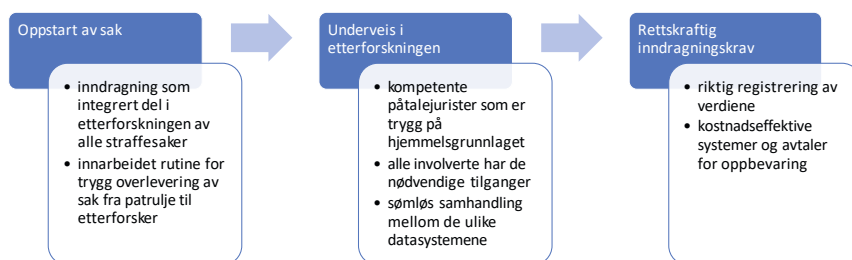 Oppstart av sak
• inndragning som
integrert del i
etterforskningen av
alle straffesaker
• innarbeidet rutine for
trygg overlevering av
sak fra patrulje til
etterforsker
Underveis i
etterforskningen
• kompetente
påtalejurister som er
trygg på
hjemmelsgrunnlaget
• alle involverte har de
nødvendige tilganger
• sømløs samhandling
mellom de ulike
datasystemene
Rettskraftig
inndragningskrav
• riktig registrering av
verdiene
• kostnadseffektive
systemer og avtaler
for oppbevaring